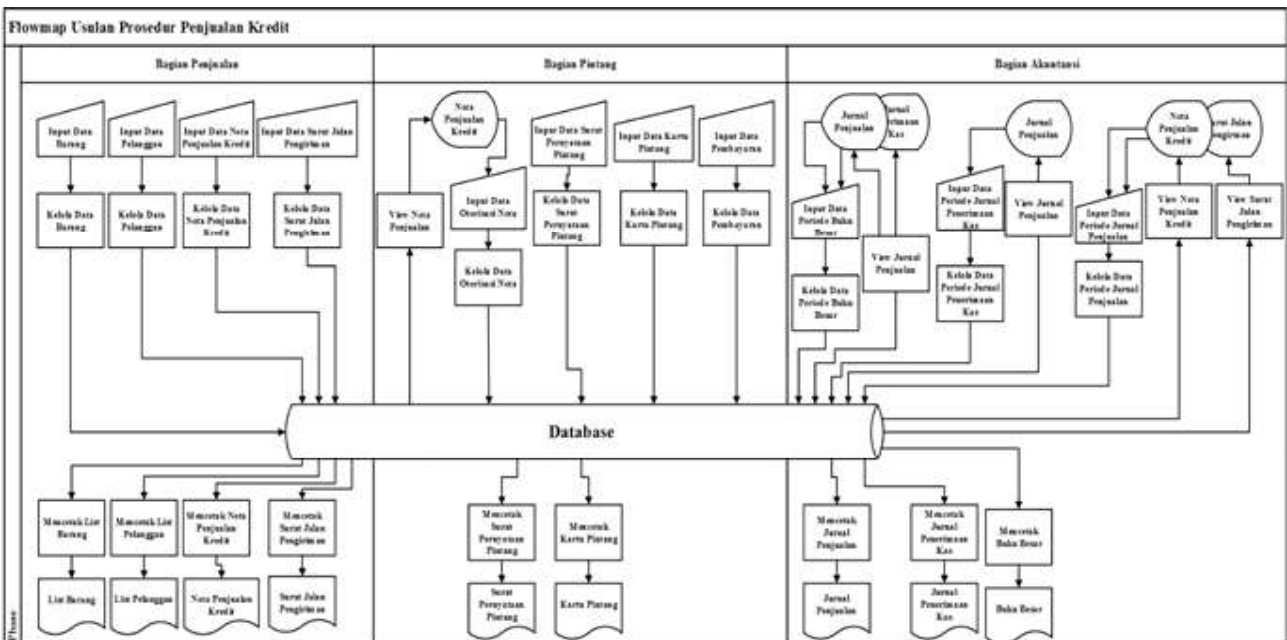 Flowmap Usulan Prosedur Penjualan Kredit
Bagian Penjualan
Bagian Piutang
Bagian Akuntansi
Input Data
Barang
Input Data
Pelanggan
Input Data Nota
Penjualan Kredit
Input Data Surat Jalan
Pengiriman
Kelola Data
Barang
Kelola Data
Pelanggan
Kelola Data
Nota Penjualan
Kredit
Kelola Data
Surat Jalan
Pengiriman
Nota
Penjualan
Kredit
Input Data Surat
Pernyataan
Piutang
Input Data Kartu
Piutang
Input Data
Pembayaran
View Nota
Penjualan
Input Data
Otorisasi Nota
Kelola Data
Surat
Pernyataan
Piutang
Kelola Data
Kartu Piutang
Kelola Data
Pembayaran
Kelola Data
Otorisasi Nota
Jurnal
Penjualan
Jurnal
Penerimaan
Kas
Jurnal
Penjualan
Nota
Penjualan
Kredit
Surat Jalan
Pengiriman
Input Data
Periode Buku
Besar
View Jurnal
Penjualan
Input Data
Periode Jurnal
Penerimaan
Kas
View Jurnal
Penjualan
Input Data
Periode Jurnal
Penjualan
View Nota
Penjualan
Kredit
View Surat
Jalan
Pengiriman
Kelola Data
Periode Buku
Besar
Kelola Data
Periode Jurnal
Penerimaan
Kas
Kelola Data
Periode Jurnal
Penjualan
Database
Mencetak List
Barang
Mencetak List
Pelanggan
Mencetak Nota
Penjualan
Kredit
Mencetak
Surat Jalan
Pengiriman
Mencetak
Surat
Pernyataan
Piutang
Mencetak
Kartu Piutang
Mencetak
Jurnal
Penjualan
Mencetak
Jurnal
Penerimaan
Kas
Mencetak
Buku Besar
List Barang
List Pelanggan
Nota Penjualan
Kredit
Surat Jalan
Pengiriman
Surat
Pernyataan
Piutang
Kartu Piutang
Jurnal
Penjualan
Jurnal
Penerimaan
Kas
Buku Besar
Phase